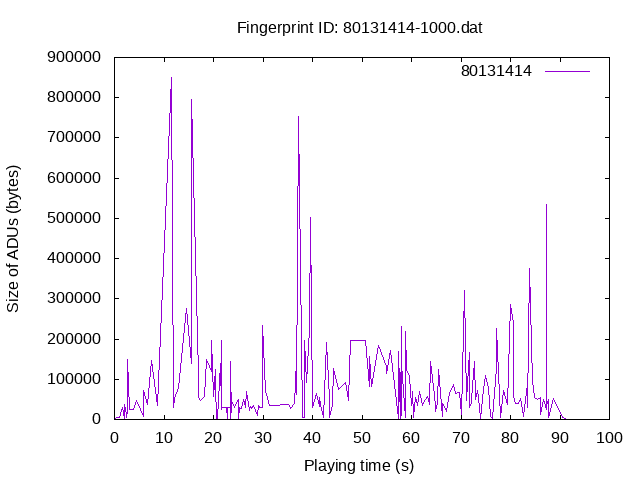 Fingerprint ID: 80131414-1000.dat
80131414
900000
800000
700000
600000
500000
400000
300000
200000
100000
0
Size of ADUs (bytes)
0 10 20 30 40 50 60 70 80 90 100
Playing time (s)